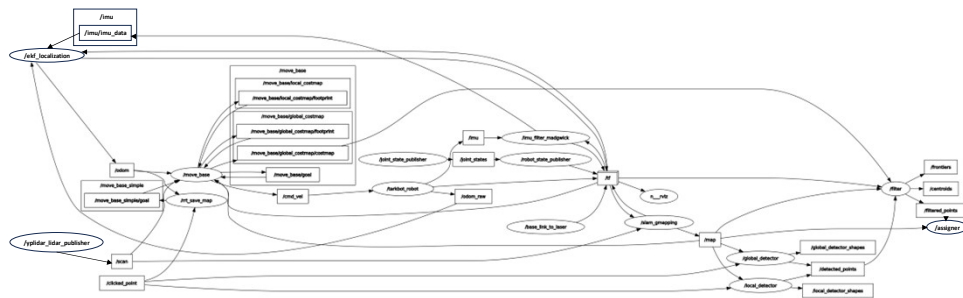 /imu
/imu/imu_data
/ekf_localization
/move_base
/move_base/local_costmap
/move_base/local_costmap/footprint
/move_base/global_costmap
/move_base/global_costmap/footprint
/move_base/global_costmap/costmap
/move_base/goal
/odom
/move_base
/move_base_simple
/move_base_simple/goal
/rrt_save_map
/cmd_vel
/imu
/imu_filter_madgwick
/joint_state_publisher
/joint_states
/robot_state_publisher
/tarkbot_robot
/odom_raw
/tf
/base_link_to_laser
/slam_gmapping
/map
/yplidar_lidar_publisher
/scan
/clicked_point
/global_detector
/local_detector
/global_detector_shapes
/detected_points
/local_detector_shapes
/filter
/frontiers
/centroids
/filtered_points
/assigner